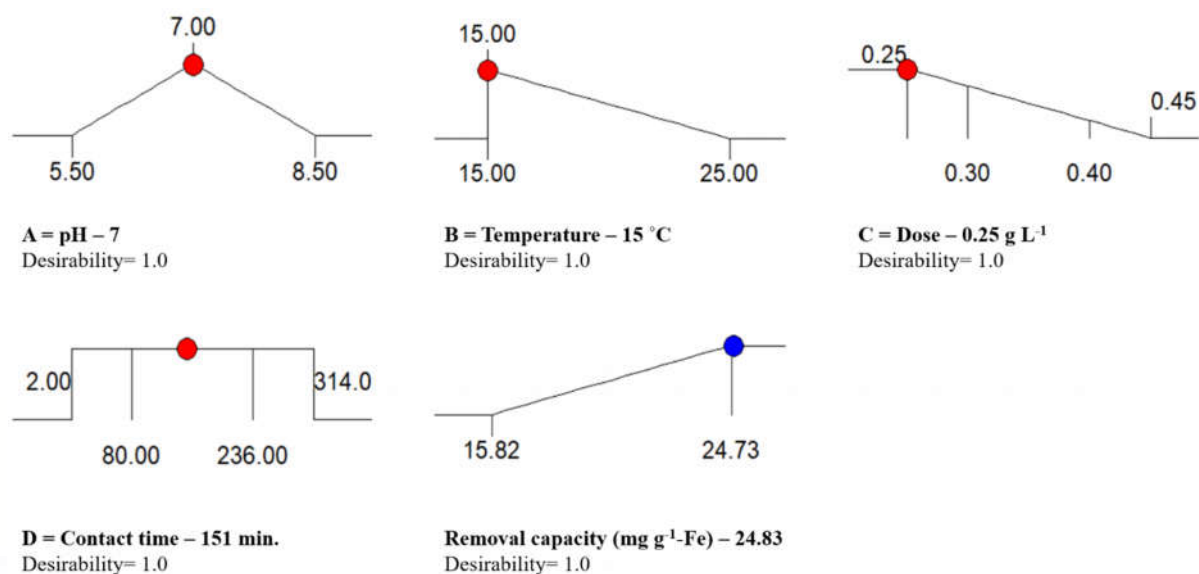 7.00
5.50 8.50
A = pH – 7
Desirability= 1.0
15.00
15.00 25.00
B = Temperature – 15 °C
Desirability= 1.0
0.25
0.45
0.30 0.40
C = Dose – 0.25 g L⁻¹
Desirability= 1.0
2.00 314.0
80.00 236.00
D = Contact time – 151 min.
Desirability= 1.0
15.82 24.73
Removal capacity (mg g⁻¹-Fe) – 24.83
Desirability= 1.0